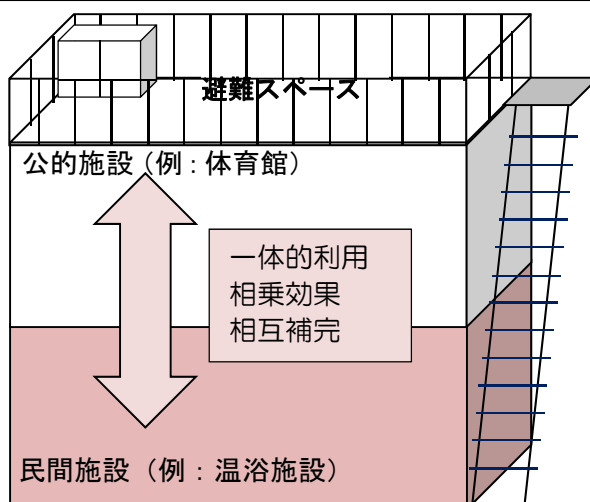 避難スペース
公的施設（例：体育館）
一体的利用
相乗効果
相互補完
民間施設（例：温浴施設）